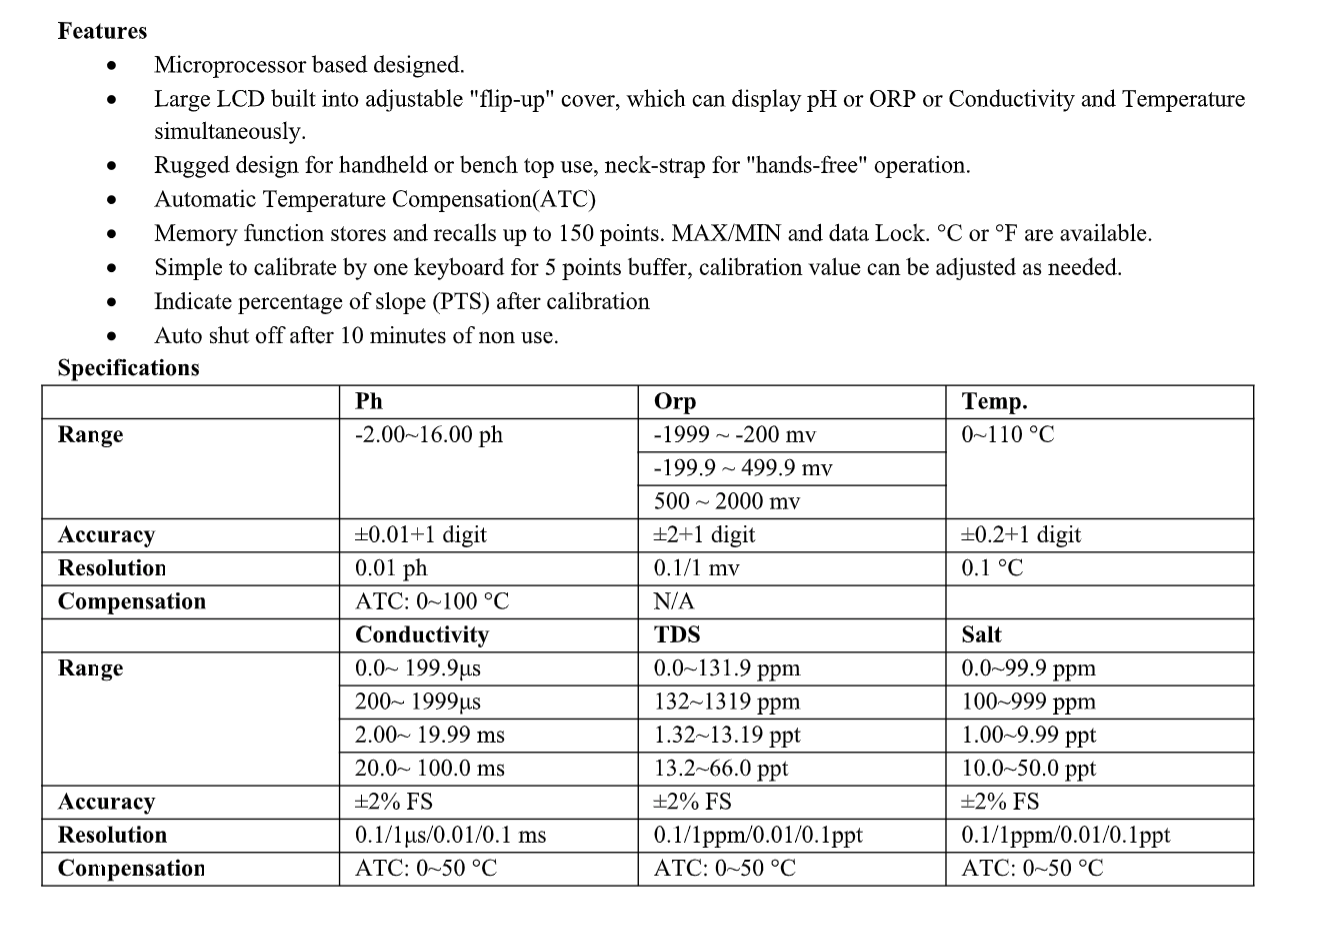 Features
• Microprocessor based designed.
• Large LCD built into adjustable "flip-up" cover, which can display pH or ORP or Conductivity and Temperature
simultaneously.
• Rugged design for handheld or bench top use, neck-strap for "hands-free" operation.
• Automatic Temperature Compensation(ATC)
• Memory function stores and recalls up to 150 points. MAX/MIN and data Lock. °C or °F are available.
• Simple to calibrate by one keyboard for 5 points buffer, calibration value can be adjusted as needed.
• Indicate percentage of slope (PTS) after calibration
• Auto shut off after 10 minutes of non use.
Specifications
Ph Orp Temp.
Range -2.00~16.00 ph -1999 ~ -200 mv 0~110 °C
-199.9 ~ 499.9 mv
500 ~ 2000 mv
Accuracy ±0.01+1 digit ±2+1 digit ±0.2+1 digit
Resolution 0.01 ph 0.1/1 mv 0.1 °C
Compensation ATC: 0~100 °C N/A
Conductivity TDS Salt
Range 0.0~ 199.9µs 0.0~131.9 ppm 0.0~99.9 ppm
200~ 1999µs 132~1319 ppm 100~999 ppm
2.00~ 19.99 ms 1.32~13.19 ppt 1.00~9.99 ppt
20.0~ 100.0 ms 13.2~66.0 ppt 10.0~50.0 ppt
Accuracy ±2% FS ±2% FS ±2% FS
Resolution 0.1/1µs/0.01/0.1 ms 0.1/1ppm/0.01/0.1ppt 0.1/1ppm/0.01/0.1ppt
Compensation ATC: 0~50 °C ATC: 0~50 °C ATC: 0~50 °C